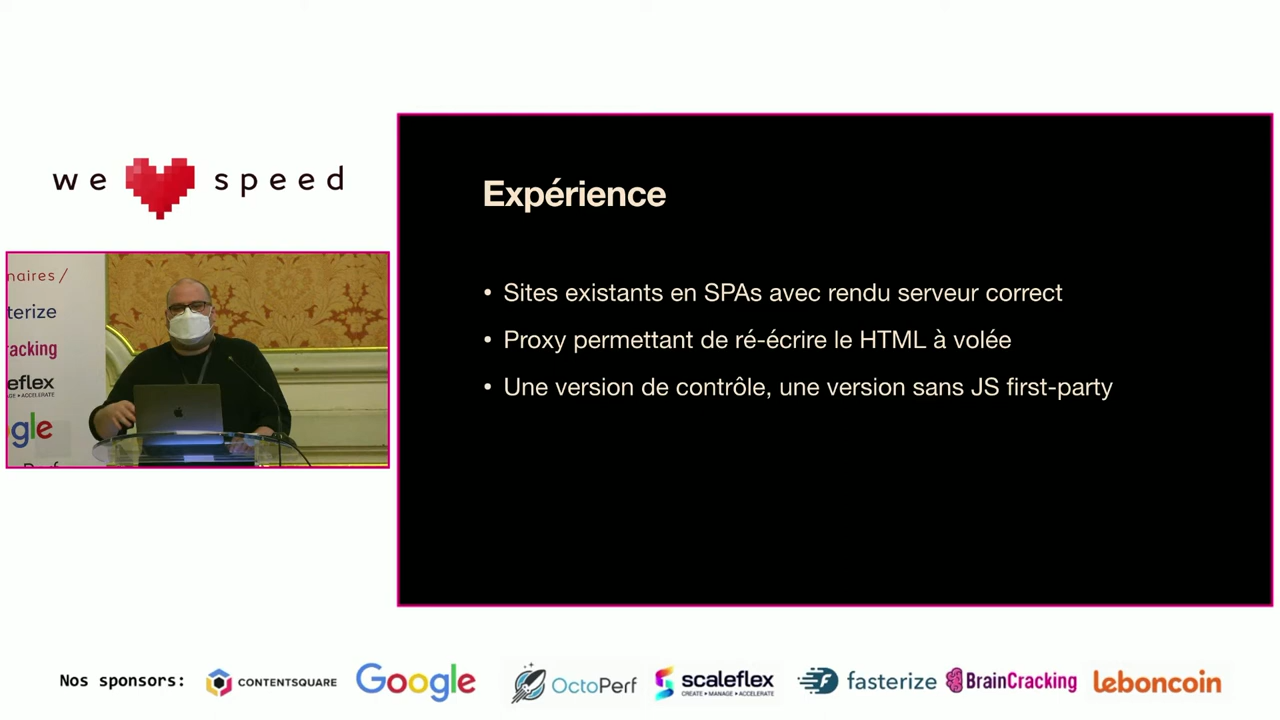 we speed
Expérience
• Sites existants en SPAs avec rendu serveur correct
• Proxy permettant de ré-écrire le HTML à volée
• Une version de contrôle, une version sans JS first-party
naires /
terize
racking
eflex
gle
Nos sponsors:
CONTENTSQUARE
Google
OctoPerf
scaleflex
CREATE • MANAGE • ACCELERATE
fasterize
BrainCracking
leboncoin